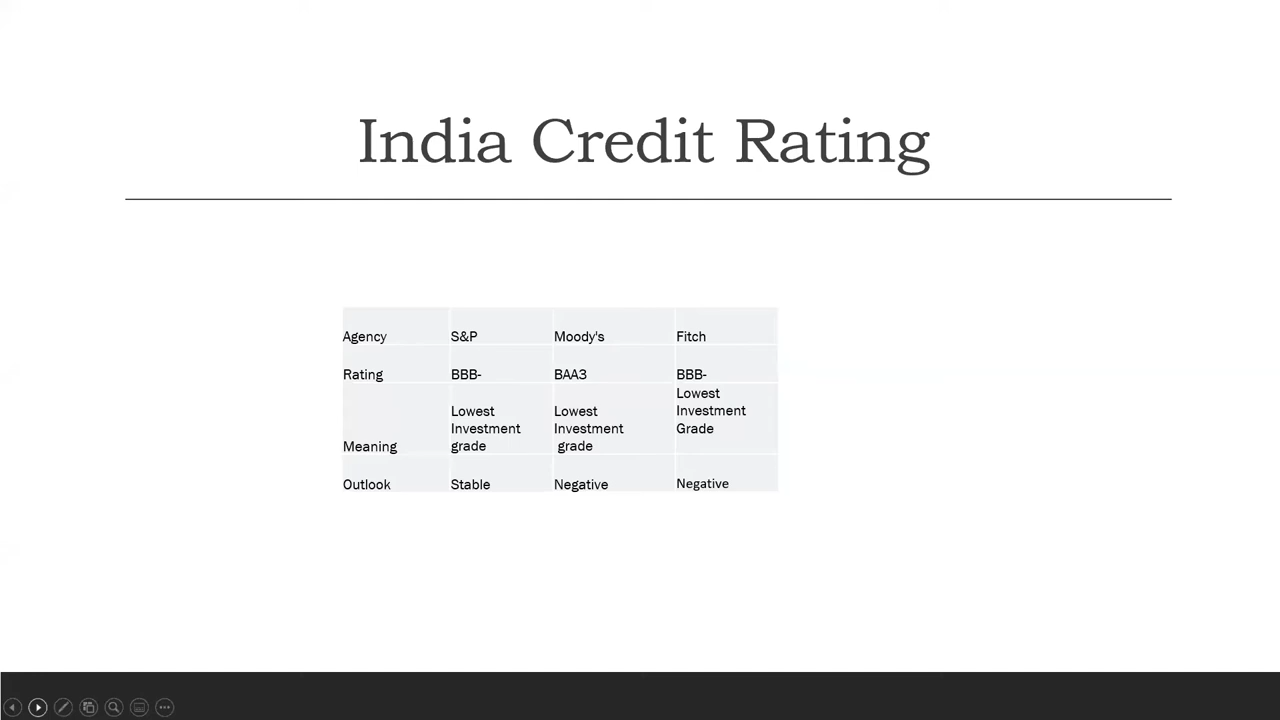 India Credit Rating
Agency S&P Moody's Fitch
Rating BBB- BAA3 BBB-
Meaning
Lowest
Investment
grade
Lowest
Investment
grade
Lowest
Investment
Grade
Outlook Stable Negative Negative